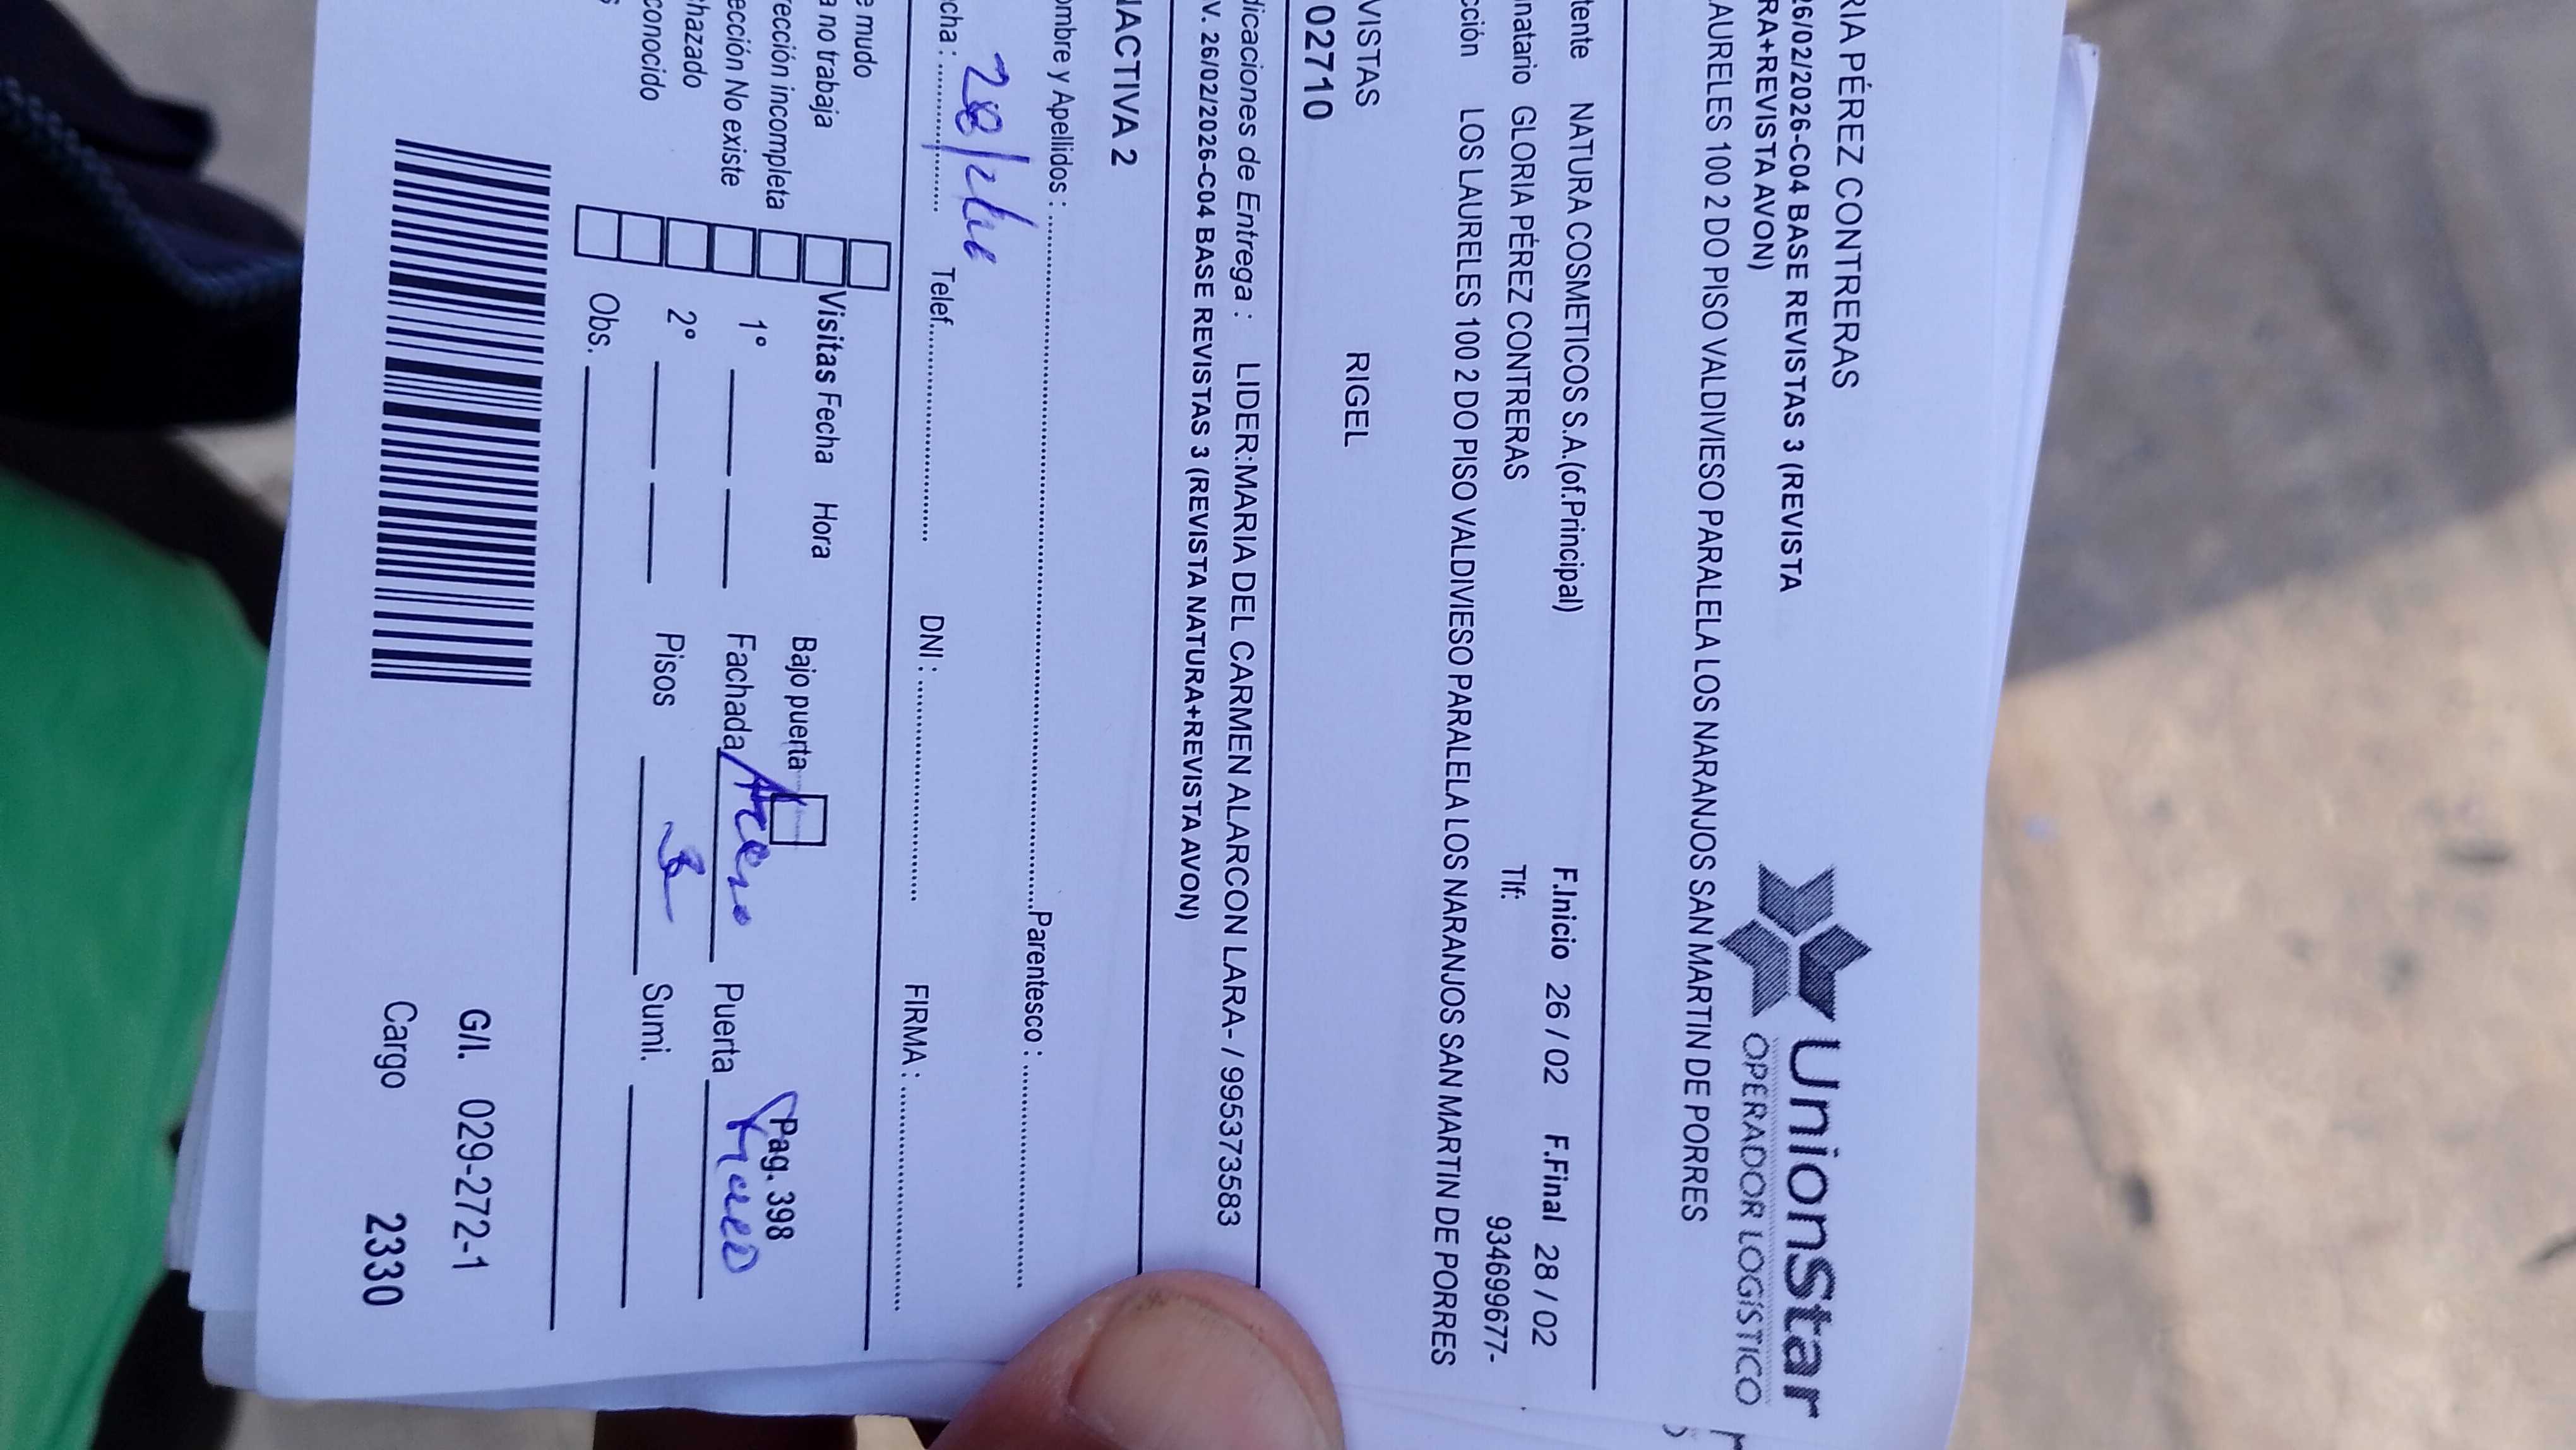 RIA PÉREZ CONTRERAS
26/02/2026-C04 BASE REVISTAS 3 (REVISTA
RA+REVISTA AVON)
AURELES 100 2 DO PISO VALDIVIESO PARALELA LOS NARANJOS SAN MARTIN DE PORRES
UnionStar
OPERADOR LOGÍSTICO
tente NATURA COSMETICOS S.A.(of.Principal) F.Inicio 26 / 02 F.Final 28 / 02
natario GLORIA PÉREZ CONTRERAS Tlf: 934699677-
cción LOS LAURELES 100 2 DO PISO VALDIVIESO PARALELA LOS NARANJOS SAN MARTIN DE PORRES
VISTAS RIGEL
02710
dicaciones de Entrega : LIDER:MARIA DEL CARMEN ALARCON LARA- / 995373583
V. 26/02/2026-C04 BASE REVISTAS 3 (REVISTA NATURA+REVISTA AVON)
NACTIVA 2
ombre y Apellidos : Parentesco :
cha : Telef. DNI : FIRMA :
e mudo
a no trabaja Visitas Fecha Hora Bajo puerta Pag. 398
rección incompleta
ección No existe 1° Fachada Puerta
hazado 2° Pisos 3 Sumi.
conocido
s Obs.
G/I. 029-272-1
Cargo 2330